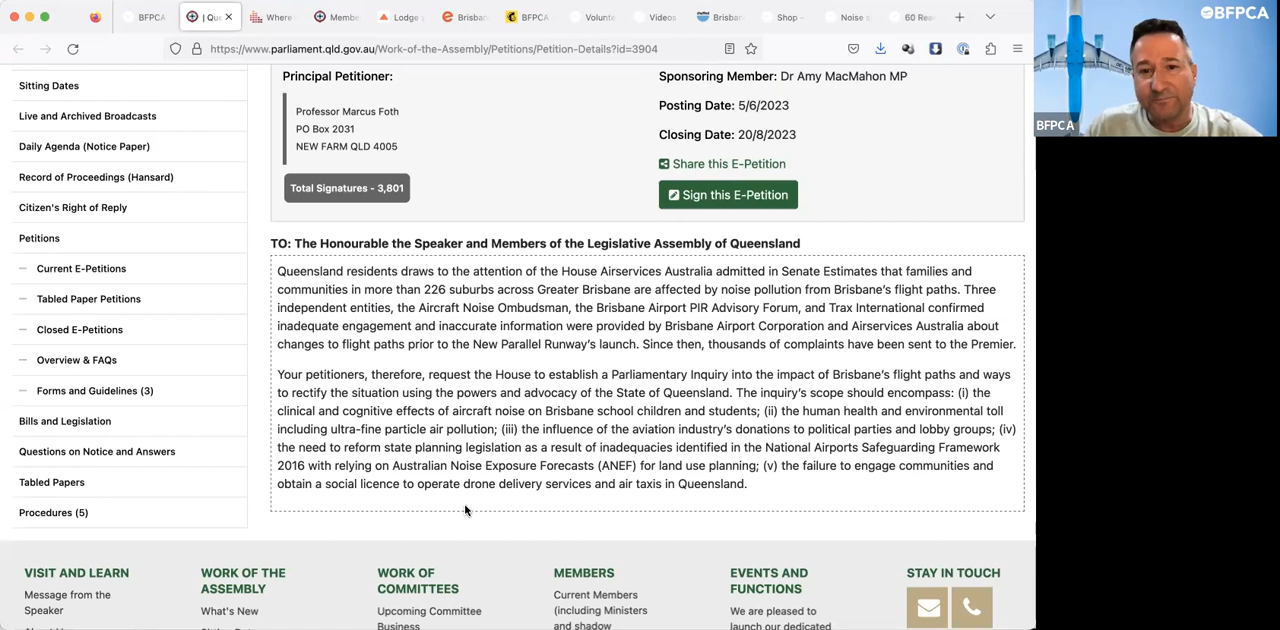 BFPCA
| Que
Where
Membe
Lodge
Brisban
BFPCA
Volunte
Videos
Brisban
Shop -
Noise s
60 Rea
https://www.parliament.qld.gov.au/Work-of-the-Assembly/Petitions/Petition-Details?id=3904
BFPCA
BFPCA
Sitting Dates
Live and Archived Broadcasts
Daily Agenda (Notice Paper)
Record of Proceedings (Hansard)
Citizen's Right of Reply
Petitions
Current E-Petitions
Tabled Paper Petitions
Closed E-Petitions
Overview & FAQs
Forms and Guidelines (3)
Bills and Legislation
Questions on Notice and Answers
Tabled Papers
Procedures (5)
Principal Petitioner:
Professor Marcus Foth
PO Box 2031
NEW FARM QLD 4005
Total Signatures - 3,801
Sponsoring Member: Dr Amy MacMahon MP
Posting Date: 5/6/2023
Closing Date: 20/8/2023
Share this E-Petition
Sign this E-Petition
TO: The Honourable the Speaker and Members of the Legislative Assembly of Queensland
Queensland residents draws to the attention of the House Airservices Australia admitted in Senate Estimates that families and
communities in more than 226 suburbs across Greater Brisbane are affected by noise pollution from Brisbane's flight paths. Three
independent entities, the Aircraft Noise Ombudsman, the Brisbane Airport PIR Advisory Forum, and Trax International confirmed
inadequate engagement and inaccurate information were provided by Brisbane Airport Corporation and Airservices Australia about
changes to flight paths prior to the New Parallel Runway's launch. Since then, thousands of complaints have been sent to the Premier.
Your petitioners, therefore, request the House to establish a Parliamentary Inquiry into the impact of Brisbane's flight paths and ways
to rectify the situation using the powers and advocacy of the State of Queensland. The inquiry's scope should encompass: (i) the
clinical and cognitive effects of aircraft noise on Brisbane school children and students; (ii) the human health and environmental toll
including ultra-fine particle air pollution; (iii) the influence of the aviation industry's donations to political parties and lobby groups; (iv)
the need to reform state planning legislation as a result of inadequacies identified in the National Airports Safeguarding Framework
2016 with relying on Australian Noise Exposure Forecasts (ANEF) for land use planning; (v) the failure to engage communities and
obtain a social licence to operate drone delivery services and air taxis in Queensland.
VISIT AND LEARN
Message from the
Speaker
WORK OF THE
ASSEMBLY
What's New
WORK OF
COMMITTEES
Upcoming Committee
Business
MEMBERS
Current Members
(including Ministers
and shadow
EVENTS AND
FUNCTIONS
We are pleased to
launch our dedicated
STAY IN TOUCH